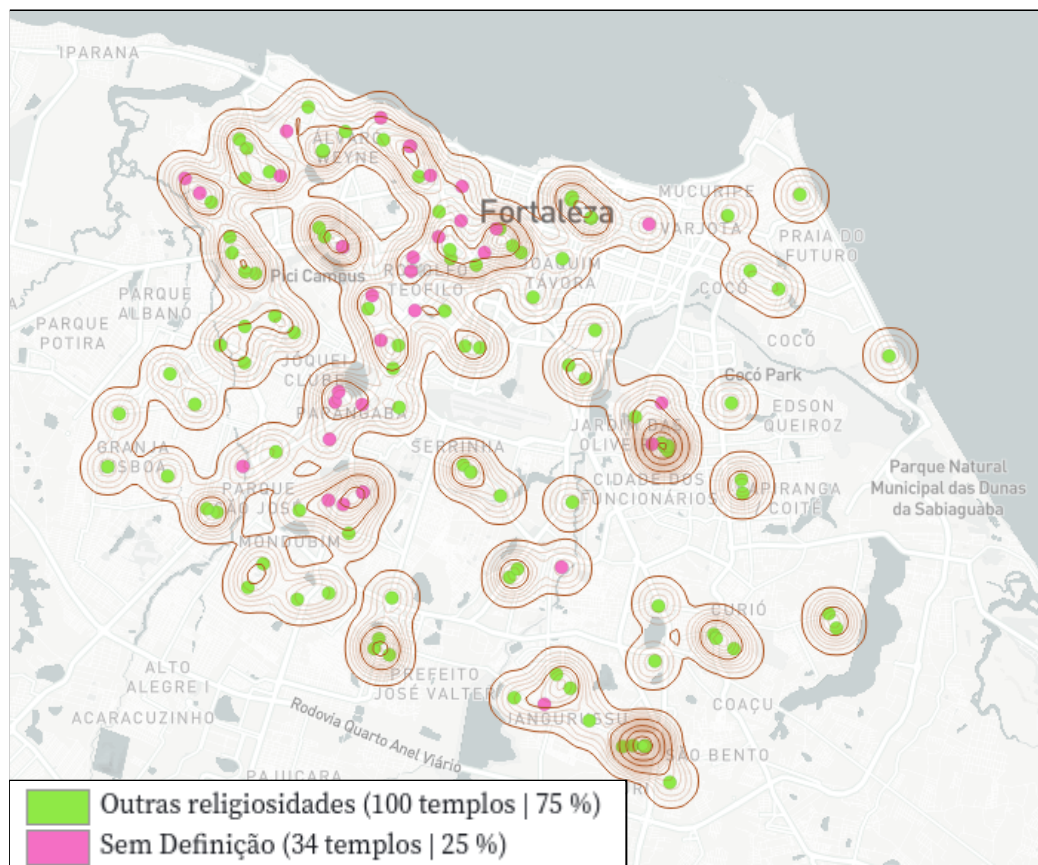 IPARANA
ÁLVARO
WEYNE
MUCURIPE
Fortaleza
VARJOTA
PRAIA DO
FUTURO
Pici Campus
RODOLFO
TEÓFILO
JOAQUIM
TÁVORA
COCÓ
PARQUE
ALBANO
PARQUE
POTIRA
COCÓ
JÓQUEI
CLUBE
Cocó Park
PARANGABA
EDSON
QUEIROZ
JARDIM DAS
OLIVEIRAS
GRANJA
LISBOA
SERRINHA
CIDADE DOS
FUNCIONÁRIOS
Parque Natural
Municipal das Dunas
da Sabiaguaba
PARQUE
SÃO JOSÉ
SAPIRANGA
COITÉ
MONDUBIM
CURIÓ
ALTO
ALEGRE I
PREFEITO
JOSÉ VALTER
COAÇU
ACARACUZINHO
Rodovia Quarto Anel Viário
JANGURUSSU
SÃO BENTO
PAJUÇARA
Outras religiosidades (100 templos | 75 %)
Sem Definição (34 templos | 25 %)